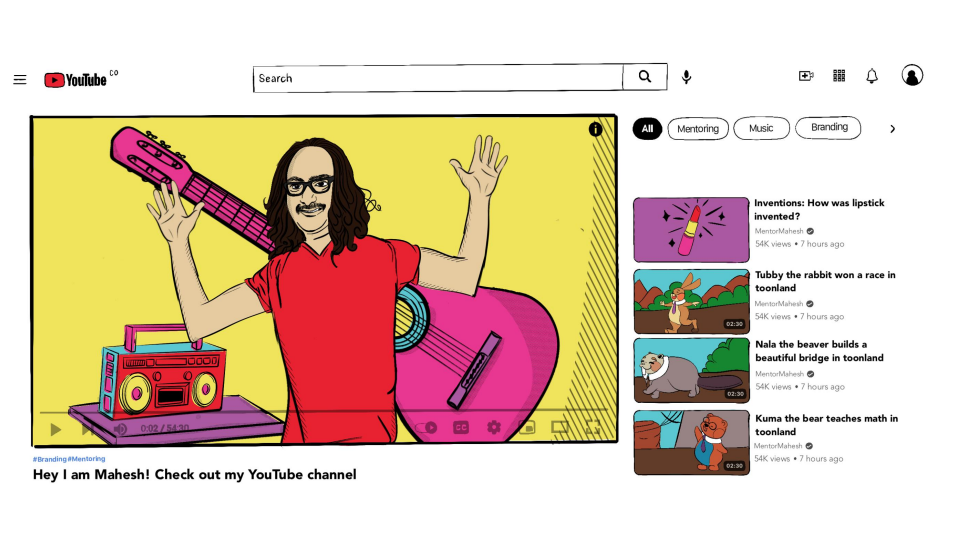 YouTube CO
Search
i
All
Mentoring
Music
Branding
Inventions: How was lipstick
invented?
MentorMahesh
54K views • 7 hours ago
Tubby the rabbit won a race in
toonland
MentorMahesh
54K views • 7 hours ago
02:30
Nala the beaver builds a
beautiful bridge in toonland
MentorMahesh
54K views • 7 hours ago
02:30
Kuma the bear teaches math in
toonland
MentorMahesh
54K views • 7 hours ago
02:30
0:02 / 54:30
CC
#Branding #Mentoring
Hey I am Mahesh! Check out my YouTube channel